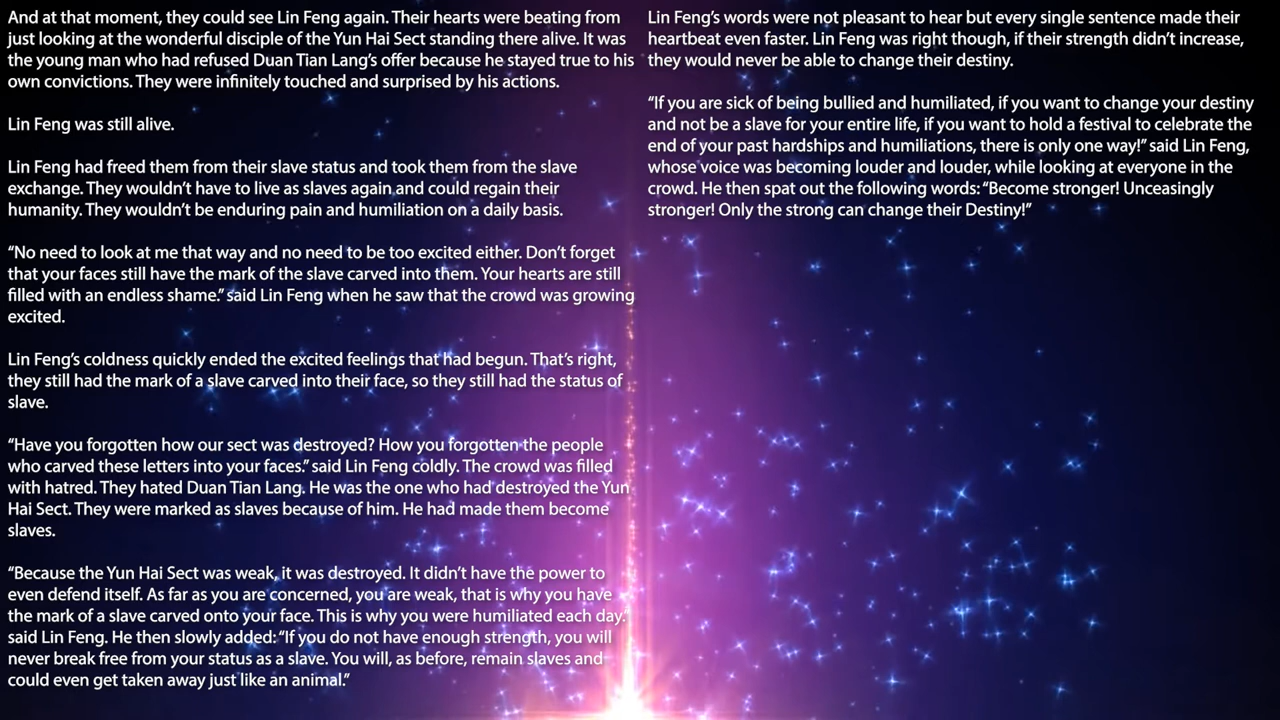 And at that moment, they could see Lin Feng again. Their hearts were beating from
just looking at the wonderful disciple of the Yun Hai Sect standing there alive. It was
the young man who had refused Duan Tian Lang’s offer because he stayed true to his
own convictions. They were infinitely touched and surprised by his actions.
Lin Feng was still alive.
Lin Feng had freed them from their slave status and took them from the slave
exchange. They wouldn’t have to live as slaves again and could regain their
humanity. They wouldn’t be enduring pain and humiliation on a daily basis.
“No need to look at me that way and no need to be too excited either. Don’t forget
that your faces still have the mark of the slave carved into them. Your hearts are still
filled with an endless shame.” said Lin Feng when he saw that the crowd was growing
excited.
Lin Feng’s coldness quickly ended the excited feelings that had begun. That’s right,
they still had the mark of a slave carved into their face, so they still had the status of
slave.
“Have you forgotten how our sect was destroyed? How you forgotten the people
who carved these letters into your faces.” said Lin Feng coldly. The crowd was filled
with hatred. They hated Duan Tian Lang. He was the one who had destroyed the Yun
Hai Sect. They were marked as slaves because of him. He had made them become
slaves.
“Because the Yun Hai Sect was weak, it was destroyed. It didn’t have the power to
even defend itself. As far as you are concerned, you are weak, that is why you have
the mark of a slave carved onto your face. This is why you were humiliated each day.”
said Lin Feng. He then slowly added: “If you do not have enough strength, you will
never break free from your status as a slave. You will, as before, remain slaves and
could even get taken away just like an animal.”
Lin Feng’s words were not pleasant to hear but every single sentence made their
heartbeat even faster. Lin Feng was right though, if their strength didn’t increase,
they would never be able to change their destiny.
“If you are sick of being bullied and humiliated, if you want to change your destiny
and not be a slave for your entire life, if you want to hold a festival to celebrate the
end of your past hardships and humiliations, there is only one way!” said Lin Feng,
whose voice was becoming louder and louder, while looking at everyone in the
crowd. He then spat out the following words: “Become stronger! Unceasingly
stronger! Only the strong can change their Destiny!”